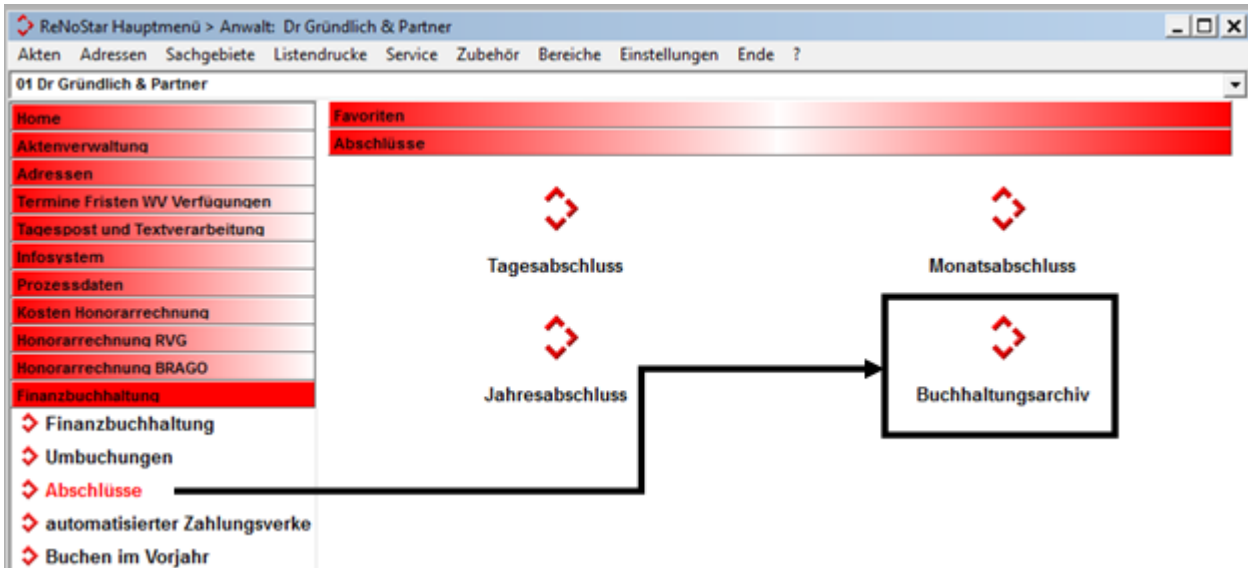 ReNoStar Hauptmenü > Anwalt: Dr Gründlich & Partner
Akten Adressen Sachgebiete Listendrucke Service Zubehör Bereiche Einstellungen Ende ?
01 Dr Gründlich & Partner
Home
Aktenverwaltung
Adressen
Termine Fristen WV Verfügungen
Tagespost und Textverarbeitung
Infosystem
Prozessdaten
Kosten Honorarrechnung
Honorarrechnung RVG
Honorarrechnung BRAGO
Finanzbuchhaltung
Finanzbuchhaltung
Umbuchungen
Abschlüsse
automatisierter Zahlungsverke
Buchen im Vorjahr
Favoriten
Abschlüsse
Tagesabschluss
Monatsabschluss
Jahresabschluss
Buchhaltungsarchiv